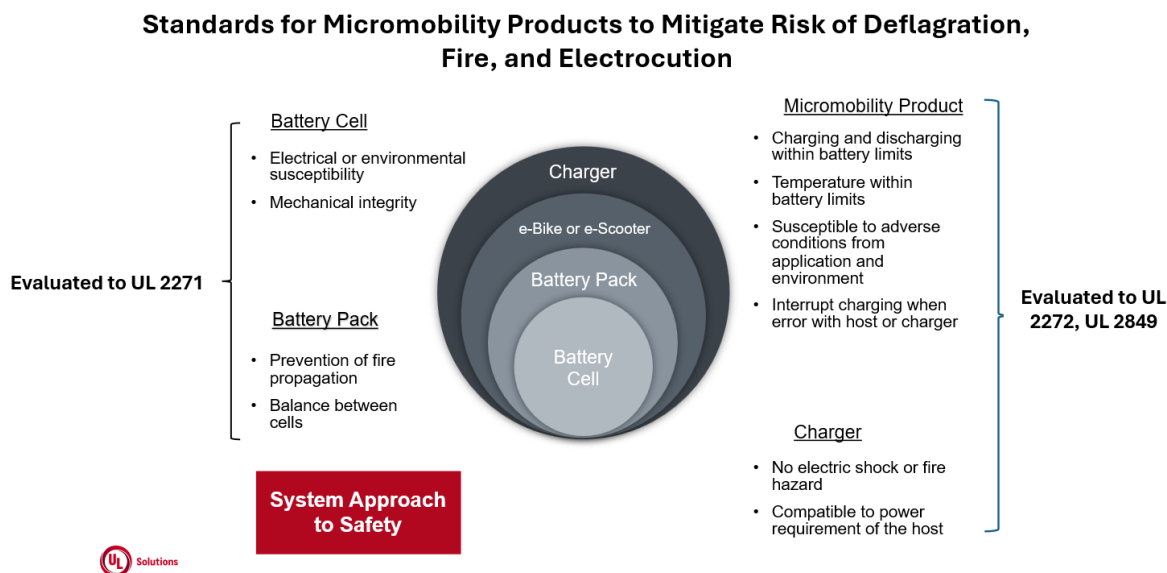 Standards for Micromobility Products to Mitigate Risk of Deflagration,
Fire, and Electrocution
Battery Cell
• Electrical or environmental
susceptibility
• Mechanical integrity
Evaluated to UL 2271
Battery Pack
• Prevention of fire
propagation
• Balance between
cells
System Approach
to Safety
Charger
e-Bike or e-Scooter
Battery Pack
Battery
Cell
Micromobility Product
• Charging and discharging
within battery limits
• Temperature within
battery limits
• Susceptible to adverse
conditions from
application and
environment
• Interrupt charging when
error with host or charger
Evaluated to UL
2272, UL 2849
Charger
• No electric shock or fire
hazard
• Compatible to power
requirement of the host
UL Solutions